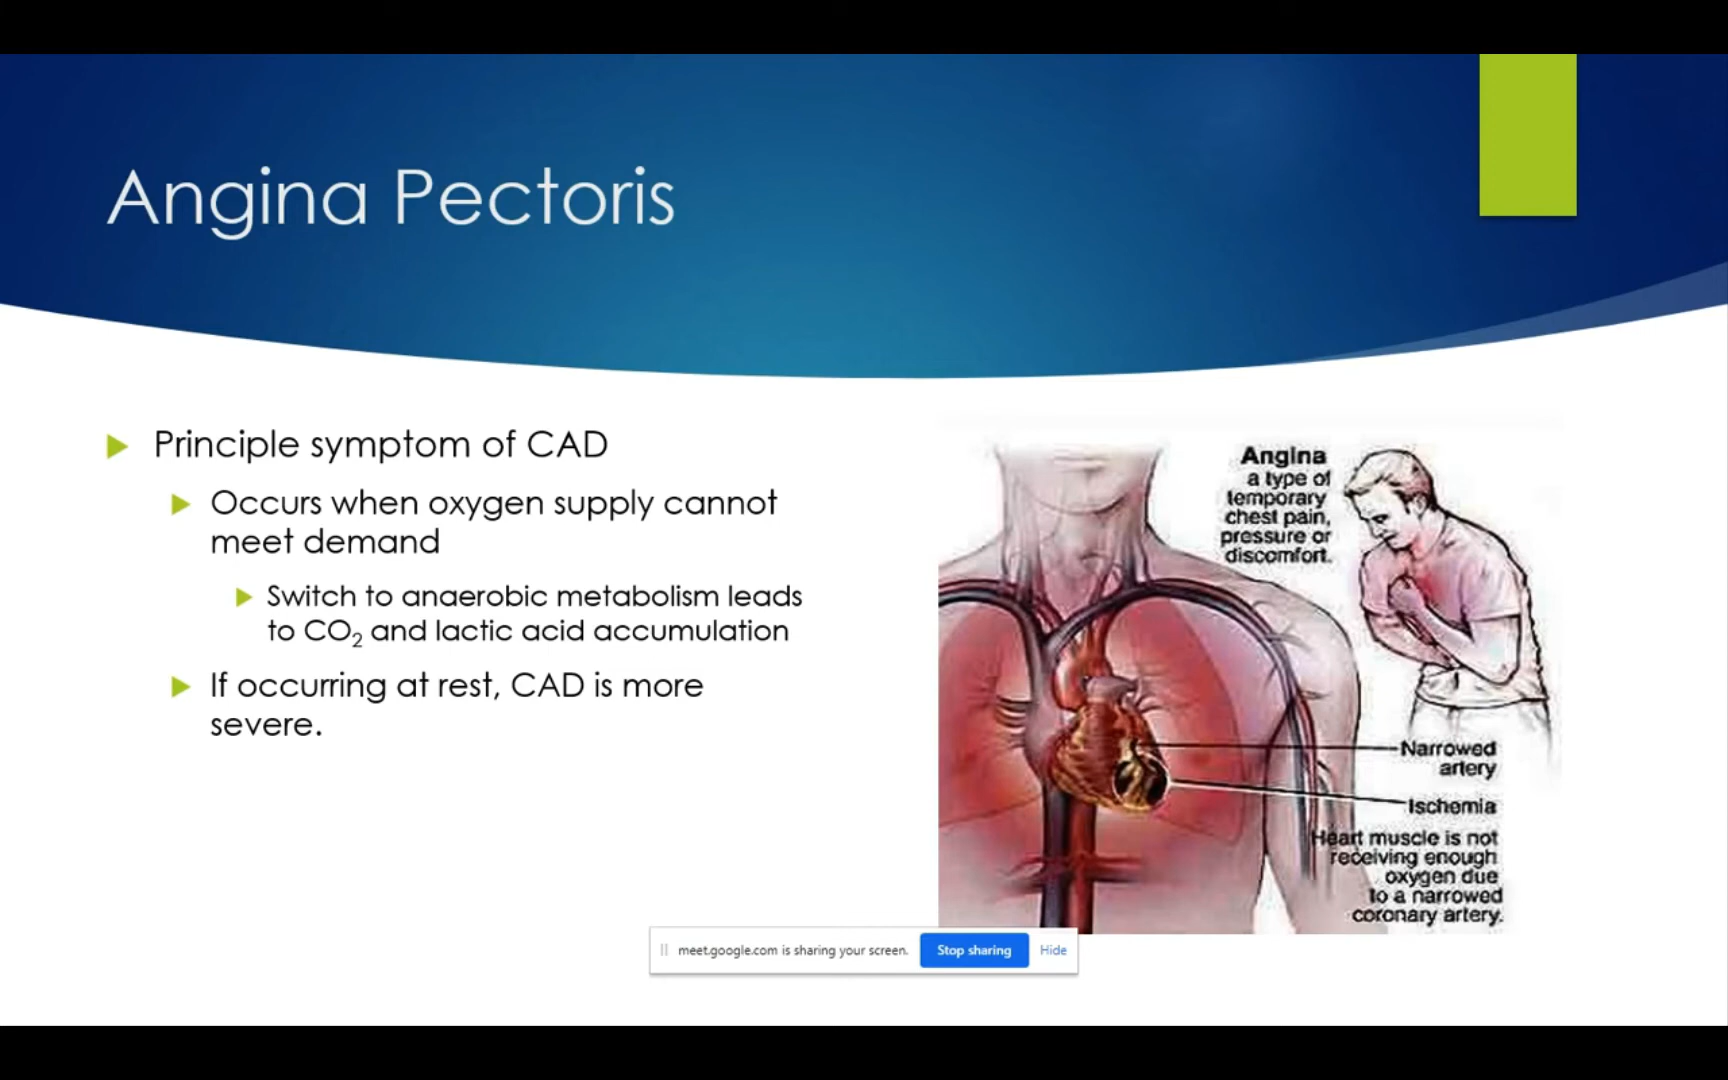 Angina Pectoris
Principle symptom of CAD
Occurs when oxygen supply cannot
meet demand
Switch to anaerobic metabolism leads
to CO₂ and lactic acid accumulation
If occurring at rest, CAD is more
severe.
Angina
a type of
temporary
chest pain,
pressure or
discomfort.
Narrowed
artery
Ischemia
Heart muscle is not
receiving enough
oxygen due
to a narrowed
coronary artery.
meet.google.com is sharing your screen. Stop sharing Hide